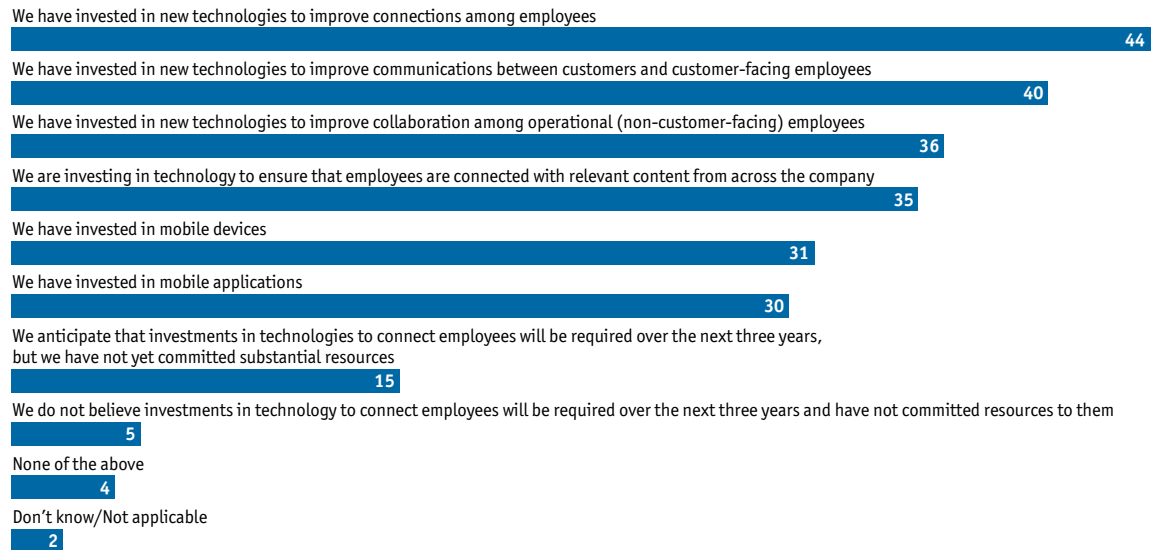 We have invested in new technologies to improve connections among employees
44
We have invested in new technologies to improve communications between customers and customer-facing employees
40
We have invested in new technologies to improve collaboration among operational (non-customer-facing) employees
36
We are investing in technology to ensure that employees are connected with relevant content from across the company
35
We have invested in mobile devices
31
We have invested in mobile applications
30
We anticipate that investments in technologies to connect employees will be required over the next three years,
but we have not yet committed substantial resources
15
We do not believe investments in technology to connect employees will be required over the next three years and have not committed resources to them
5
None of the above
4
Don’t know/Not applicable
2